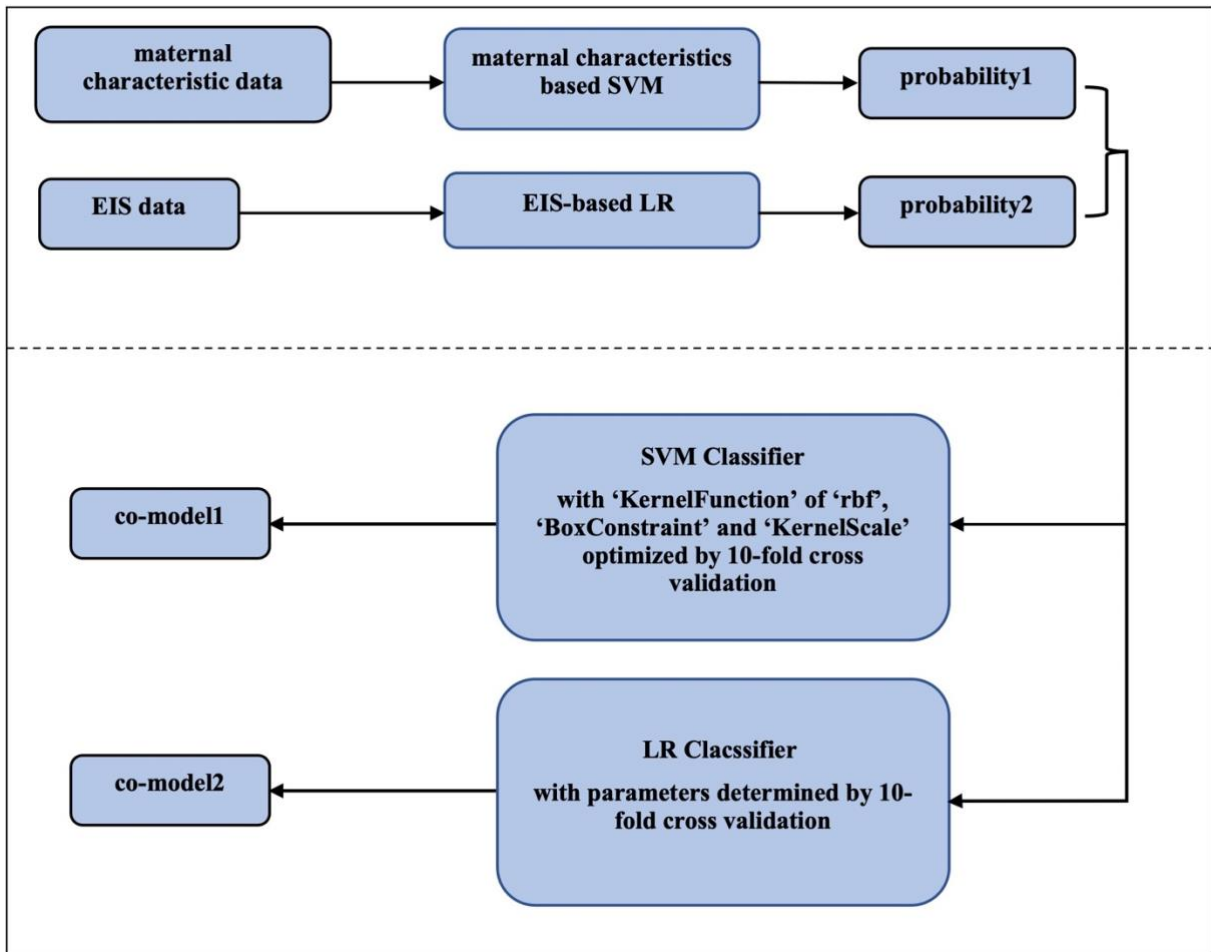 maternal
characteristic data
maternal characteristics
based SVM
probability1
EIS data
EIS-based LR
probability2
SVM Classifier
with ‘KernelFunction’ of ‘rbf’,
‘BoxConstraint’ and ‘KernelScale’
optimized by 10-fold cross
validation
co-model1
LR Clacssifier
with parameters determined by 10-
fold cross validation
co-model2